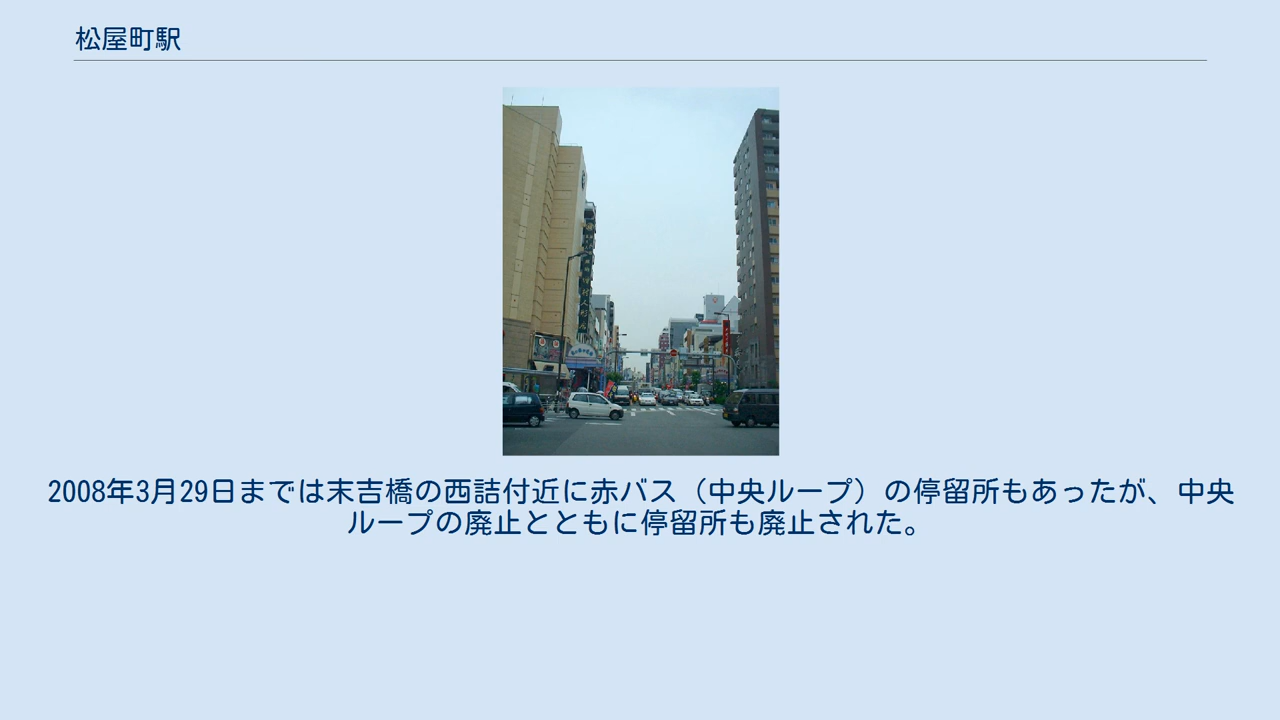 松屋町駅
2008年3月29日までは末吉橋の西詰付近に赤バス（中央ループ）の停留所もあったが、中央
ループの廃止とともに停留所も廃止された。